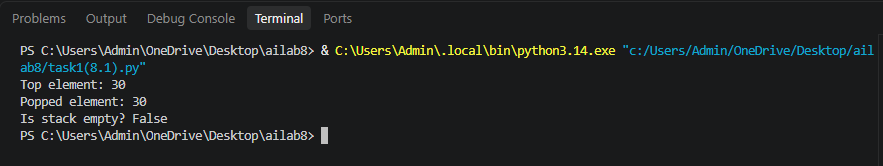 Problems Output Debug Console Terminal Ports
PS C:\Users\Admin\OneDrive\Desktop\ailab8> & C:\Users\Admin\.local\bin\python3.14.exe "c:/Users/Admin/OneDrive/Desktop/ail
ab8/task1(8.1).py"
Top element: 30
Popped element: 30
Is stack empty? False
PS C:\Users\Admin\OneDrive\Desktop\ailab8>